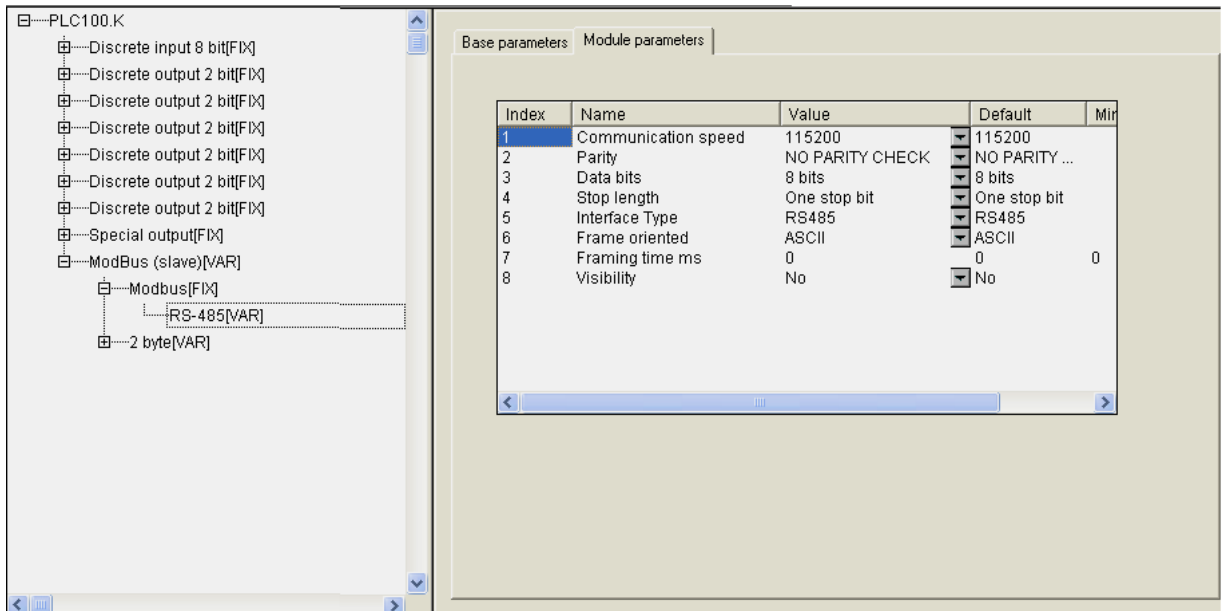 PLC100.K
Discrete input 8 bit[FIX]
Discrete output 2 bit[FIX]
Discrete output 2 bit[FIX]
Discrete output 2 bit[FIX]
Discrete output 2 bit[FIX]
Discrete output 2 bit[FIX]
Discrete output 2 bit[FIX]
Special output[FIX]
ModBus (slave)[VAR]
Modbus[FIX]
RS-485[VAR]
2 byte[VAR]
Base parameters Module parameters
Index Name Value Default Mir
1 Communication speed 115200 115200
2 Parity NO PARITY CHECK NO PARITY ...
3 Data bits 8 bits 8 bits
4 Stop length One stop bit One stop bit
5 Interface Type RS485 RS485
6 Frame oriented ASCII ASCII
7 Framing time ms 0 0 0
8 Visibility No No